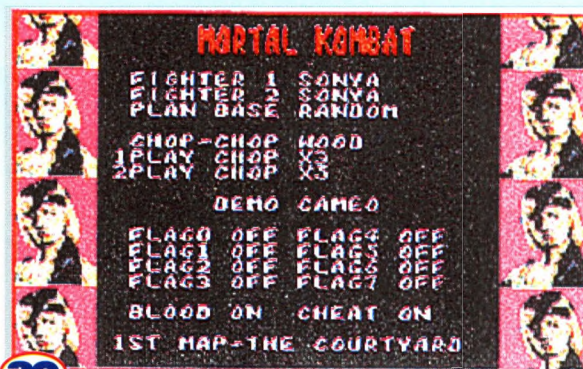 MORTAL KOMBAT
FIGHTER 1 SONYA
FIGHTER 2 SONYA
PLAN BASE RANDOM
CHOP-CHOP WOOD
1PLAY CHOP X3
2PLAY CHOP X3
DEMO CAMEO
FLAG0 OFF FLAG4 OFF
FLAG1 OFF FLAG5 OFF
FLAG2 OFF FLAG6 OFF
FLAG3 OFF FLAG7 OFF
BLOOD ON CHEAT ON
1ST MAP-THE COURTYARD